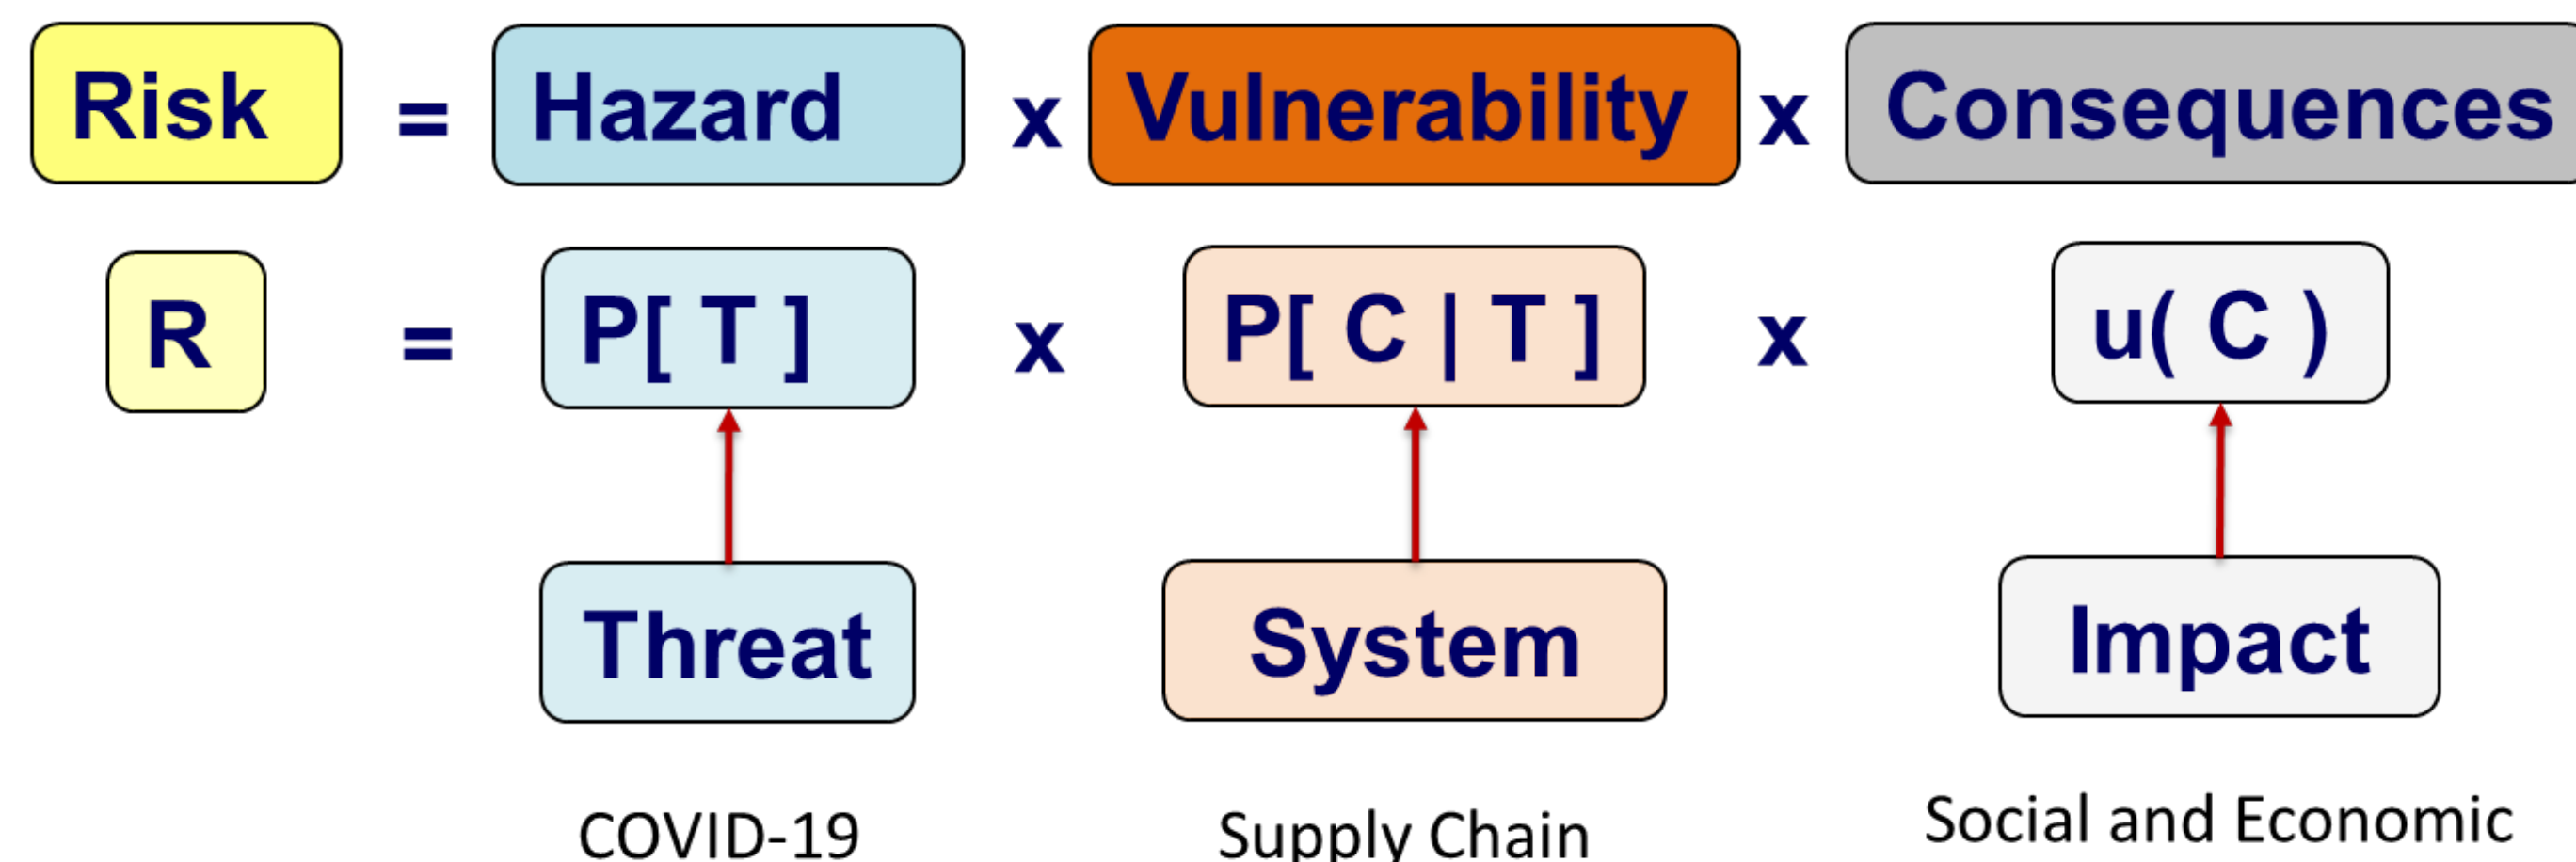 Risk = Hazard x Vulnerability x Consequences
R = P[ T ] x P[ C | T ] x u( C )
Threat System Impact
COVID-19 Supply Chain Social and Economic